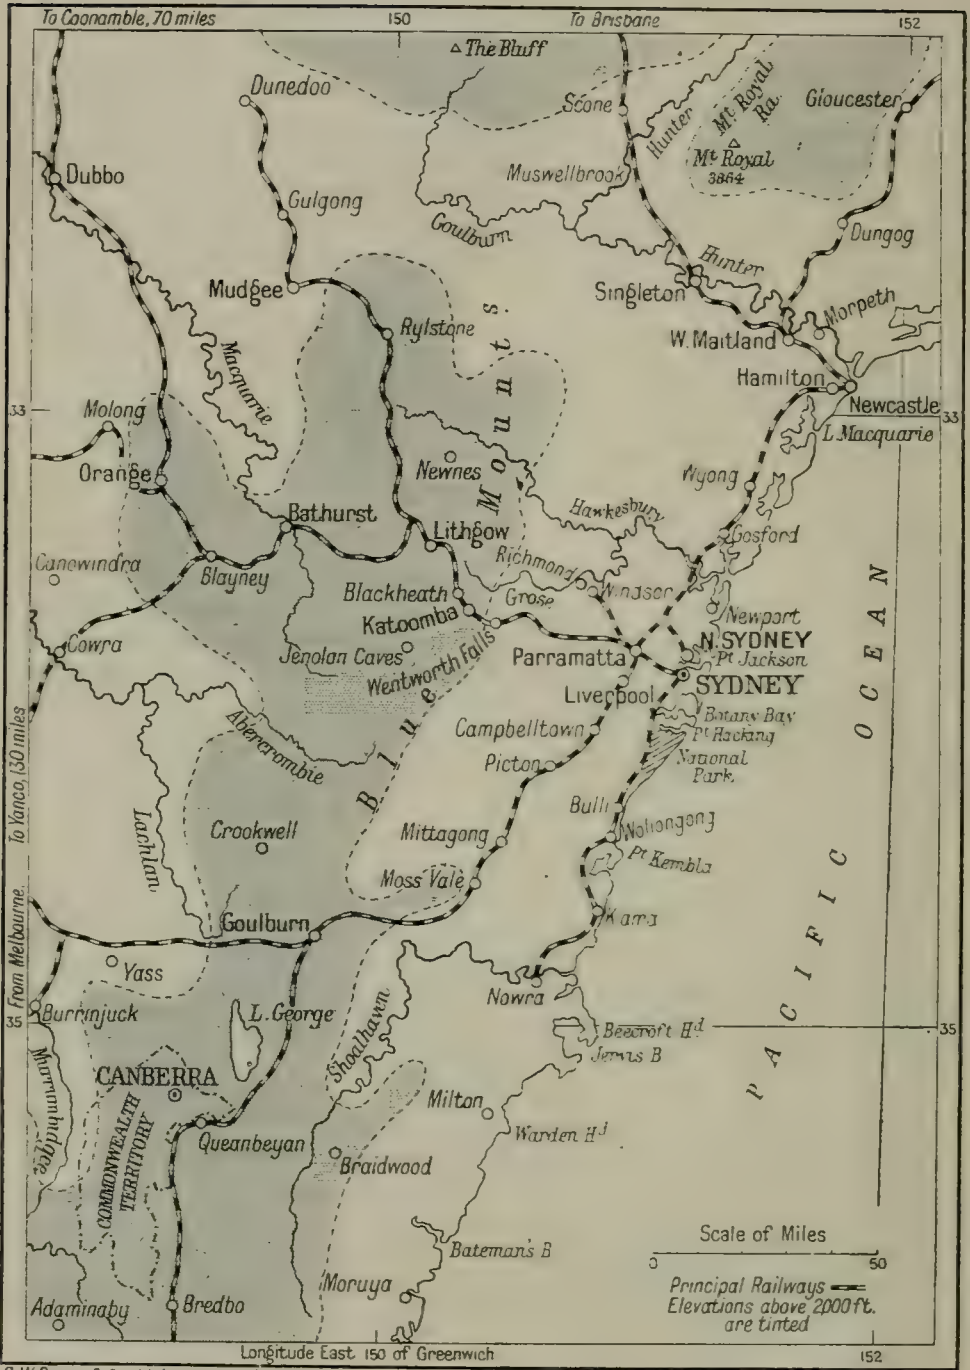 To Coonamble, 70 miles
150
To Brisbane
152
The Bluff
Dunedoo
Scone
Hunter
Mt Royal
Ra.
Gloucester
Mt Royal
3864
Muswellbrook
Dubbo
Gulgong
Goulburn
Dungog
Hunter
Mudgee
Singleton
Morpeth
Rylstone
W. Maitland
Macquarie
Hamilton
Newcastle
33
33
Molong
L Macquarie
Orange
Newnes
Wyong
Blue Mounts.
Hawkesbury
Bathurst
Lithgow
Gosford
Canowindra
Blayney
Richmond
Windsor
Blackheath
Grose
Katoomba
Newport
Cowra
N. SYDNEY
Jenolan Caves
Wentworth Falls
Parramatta
Pt Jackson
SYDNEY
Liverpool
Botany Bay
Campbelltown
Pt Hacking
Abercrombie
National
Park
Picton
Bulli
Lachlan
Crookwell
Mittagong
Wollongong
Pt Kembla
Moss Vale
Goulburn
Kiama
PACIFIC OCEAN
To Yanco, 130 miles
From Melbourne.
Yass
Nowra
Burrinjuck
L. George
Shoalhaven
35
Beecroft Hd
35
Jervis B
Murrumbidgee
CANBERRA
COMMONWEALTH
TERRITORY
Milton
Warden Hd
Queanbeyan
Braidwood
Bateman's B
Scale of Miles
0
50
Moruya
Principal Railways
Elevations above 2,000 ft.
are tinted
Adaminaby
Bredbo
Longitude East 150 of Greenwich
152